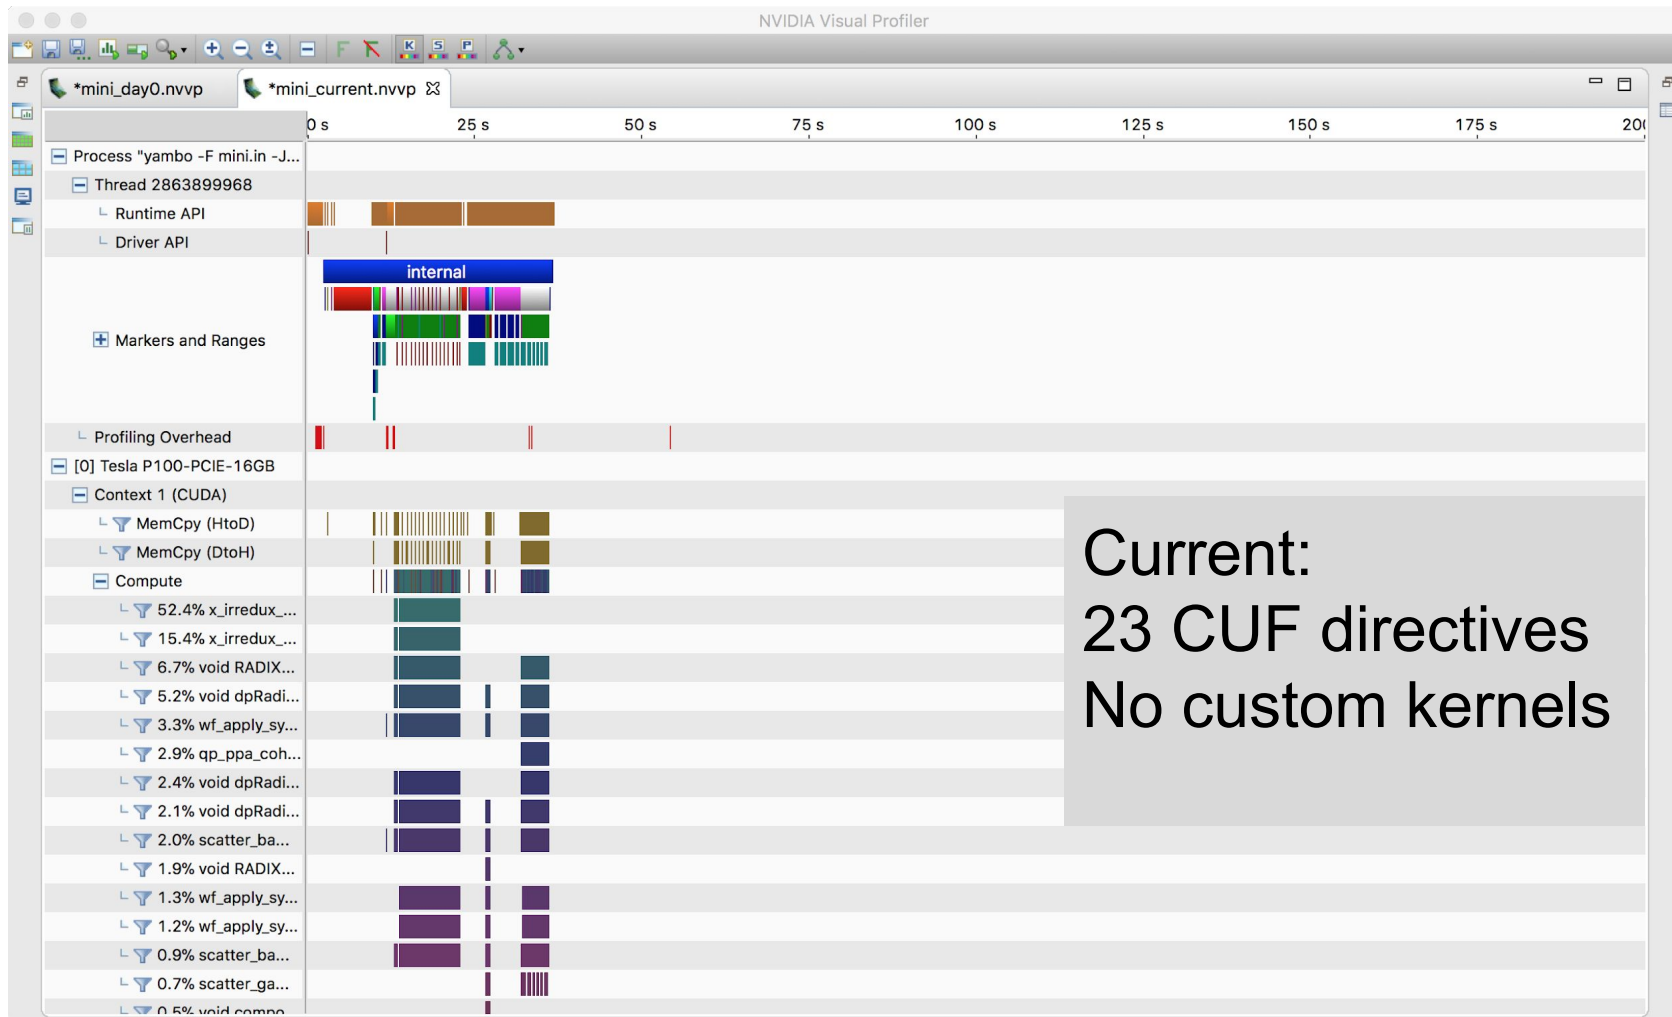 NVIDIA Visual Profiler
F F K S P
*mini_day0.nvvp *mini_current.nvvp
0 s 25 s 50 s 75 s 100 s 125 s 150 s 175 s 200
Process "yambo -F mini.in -J...
Thread 2863899968
Runtime API
Driver API
internal
Markers and Ranges
Profiling Overhead
[0] Tesla P100-PCIE-16GB
Context 1 (CUDA)
MemCpy (HtoD)
MemCpy (DtoH)
Compute
52.4% x_irredux_...
15.4% x_irredux_...
6.7% void RADIX...
5.2% void dpRadi...
3.3% wf_apply_sy...
2.9% qp_ppa_coh...
2.4% void dpRadi...
2.1% void dpRadi...
2.0% scatter_ba...
1.9% void RADIX...
1.3% wf_apply_sy...
1.2% wf_apply_sy...
0.9% scatter_ba...
0.7% scatter_ga...
0.5% void compo
Current:
23 CUF directives
No custom kernels